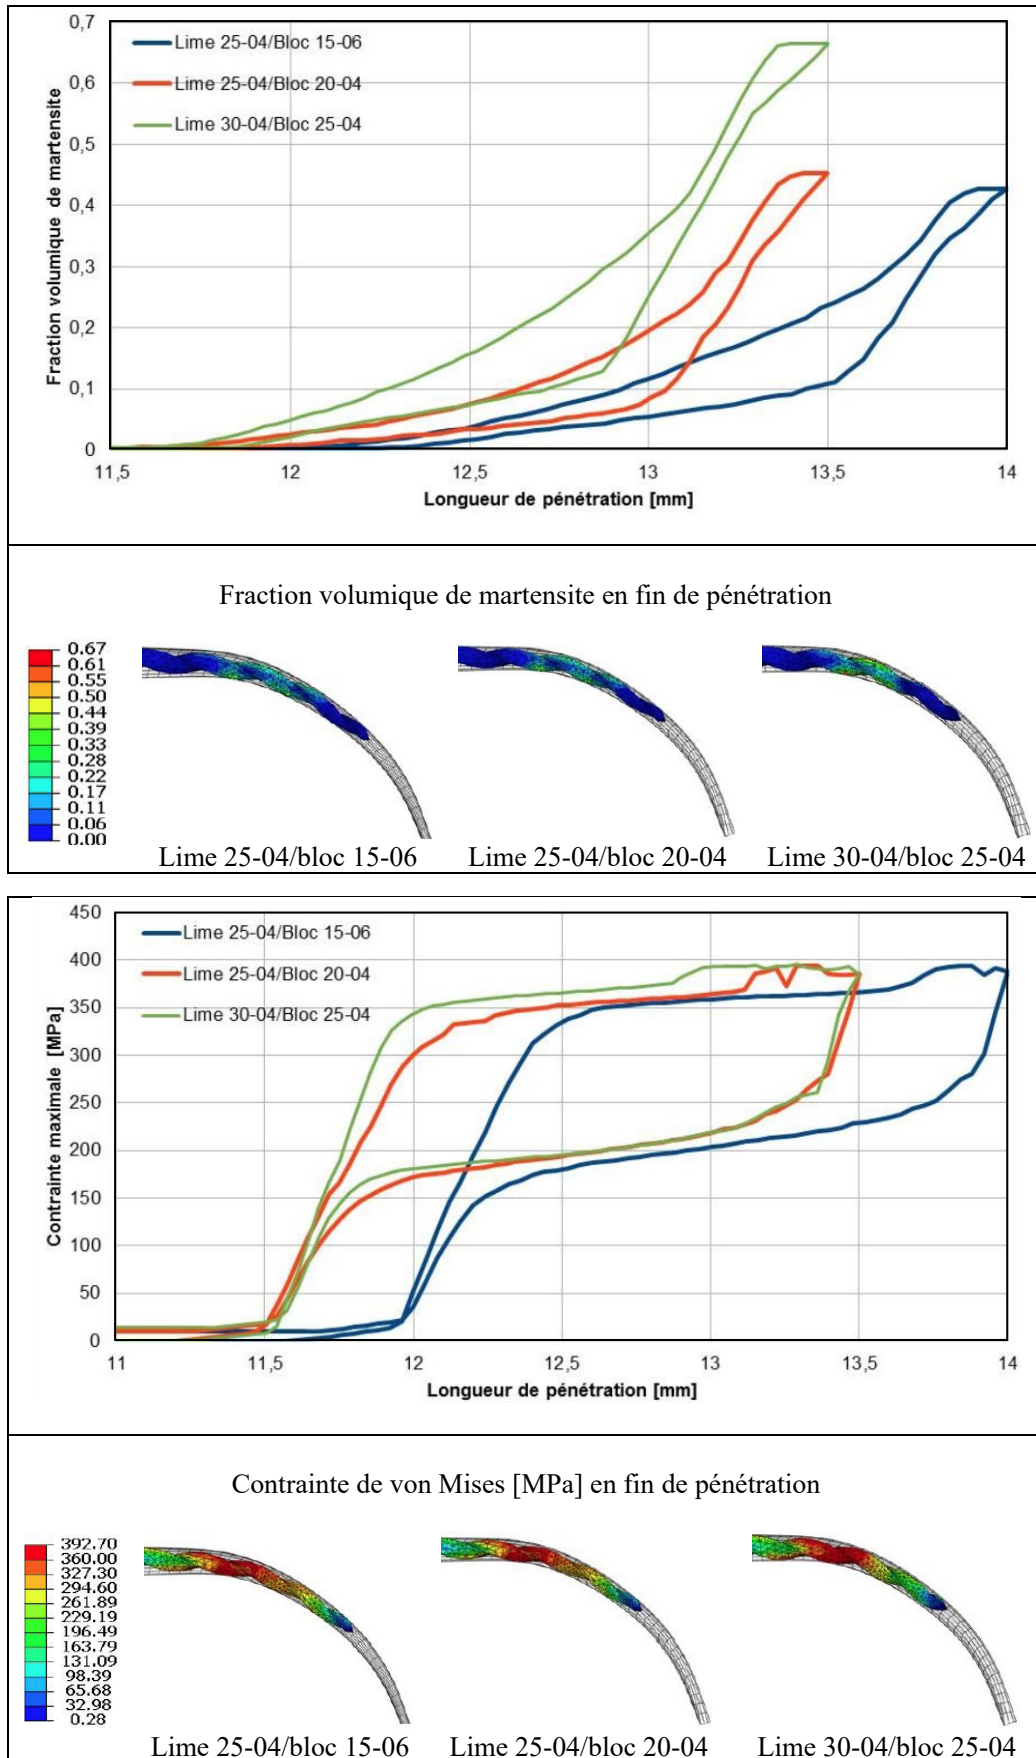 0,7
Lime 25-04/Bloc 15-06
0,6
Lime 25-04/Bloc 20-04
0,5
Lime 30-04/Bloc 25-04
0,4
0,3
0,2
0,1
0
Fraction volumique de martensite
11,5 12 12,5 13 13,5 14
Longueur de pénétration [mm]
Fraction volumique de martensite en fin de pénétration
0.67
0.61
0.55
0.50
0.44
0.39
0.33
0.28
0.22
0.17
0.11
0.06
0.00
Lime 25-04/bloc 15-06 Lime 25-04/bloc 20-04 Lime 30-04/bloc 25-04
450
Lime 25-04/Bloc 15-06
400
Lime 25-04/Bloc 20-04
350
Lime 30-04/Bloc 25-04
300
250
200
150
100
50
0
Contrainte maximale [MPa]
11 11,5 12 12,5 13 13,5 14
Longueur de pénétration [mm]
Contrainte de von Mises [MPa] en fin de pénétration
392.70
360.00
327.30
294.60
261.89
229.19
196.49
163.79
131.09
98.39
65.68
32.98
0.28
Lime 25-04/bloc 15-06 Lime 25-04/bloc 20-04 Lime 30-04/bloc 25-04